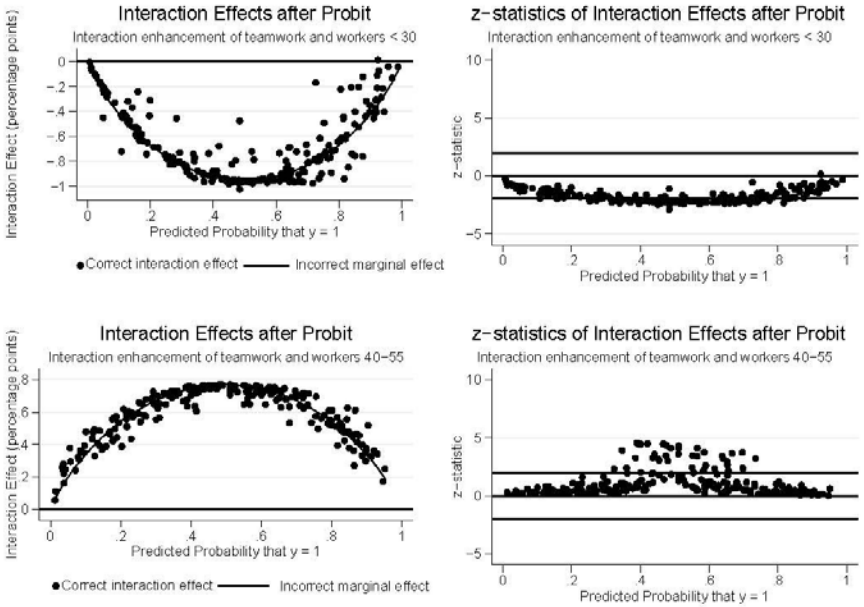 Interaction Effects after Probit
Interaction enhancement of teamwork and workers < 30
Interaction Effect (percentage points)
0
-.2
-.4
-.6
-.8
-1
0 .2 .4 .6 .8 1
Predicted Probability that y = 1
Correct interaction effect Incorrect marginal effect
z-statistics of Interaction Effects after Probit
Interaction enhancement of teamwork and workers < 30
z-statistic
10
5
0
-5
0 .2 .4 .6 .8 1
Predicted Probability that y = 1
Interaction Effects after Probit
Interaction enhancement of teamwork and workers 40-55
Interaction Effect (percentage points)
.8
.6
.4
.2
0
0 .2 .4 .6 .8 1
Predicted Probability that y = 1
Correct interaction effect Incorrect marginal effect
z-statistics of Interaction Effects after Probit
Interaction enhancement of teamwork and workers 40-55
z-statistic
10
5
0
-5
0 .2 .4 .6 .8 1
Predicted Probability that y = 1